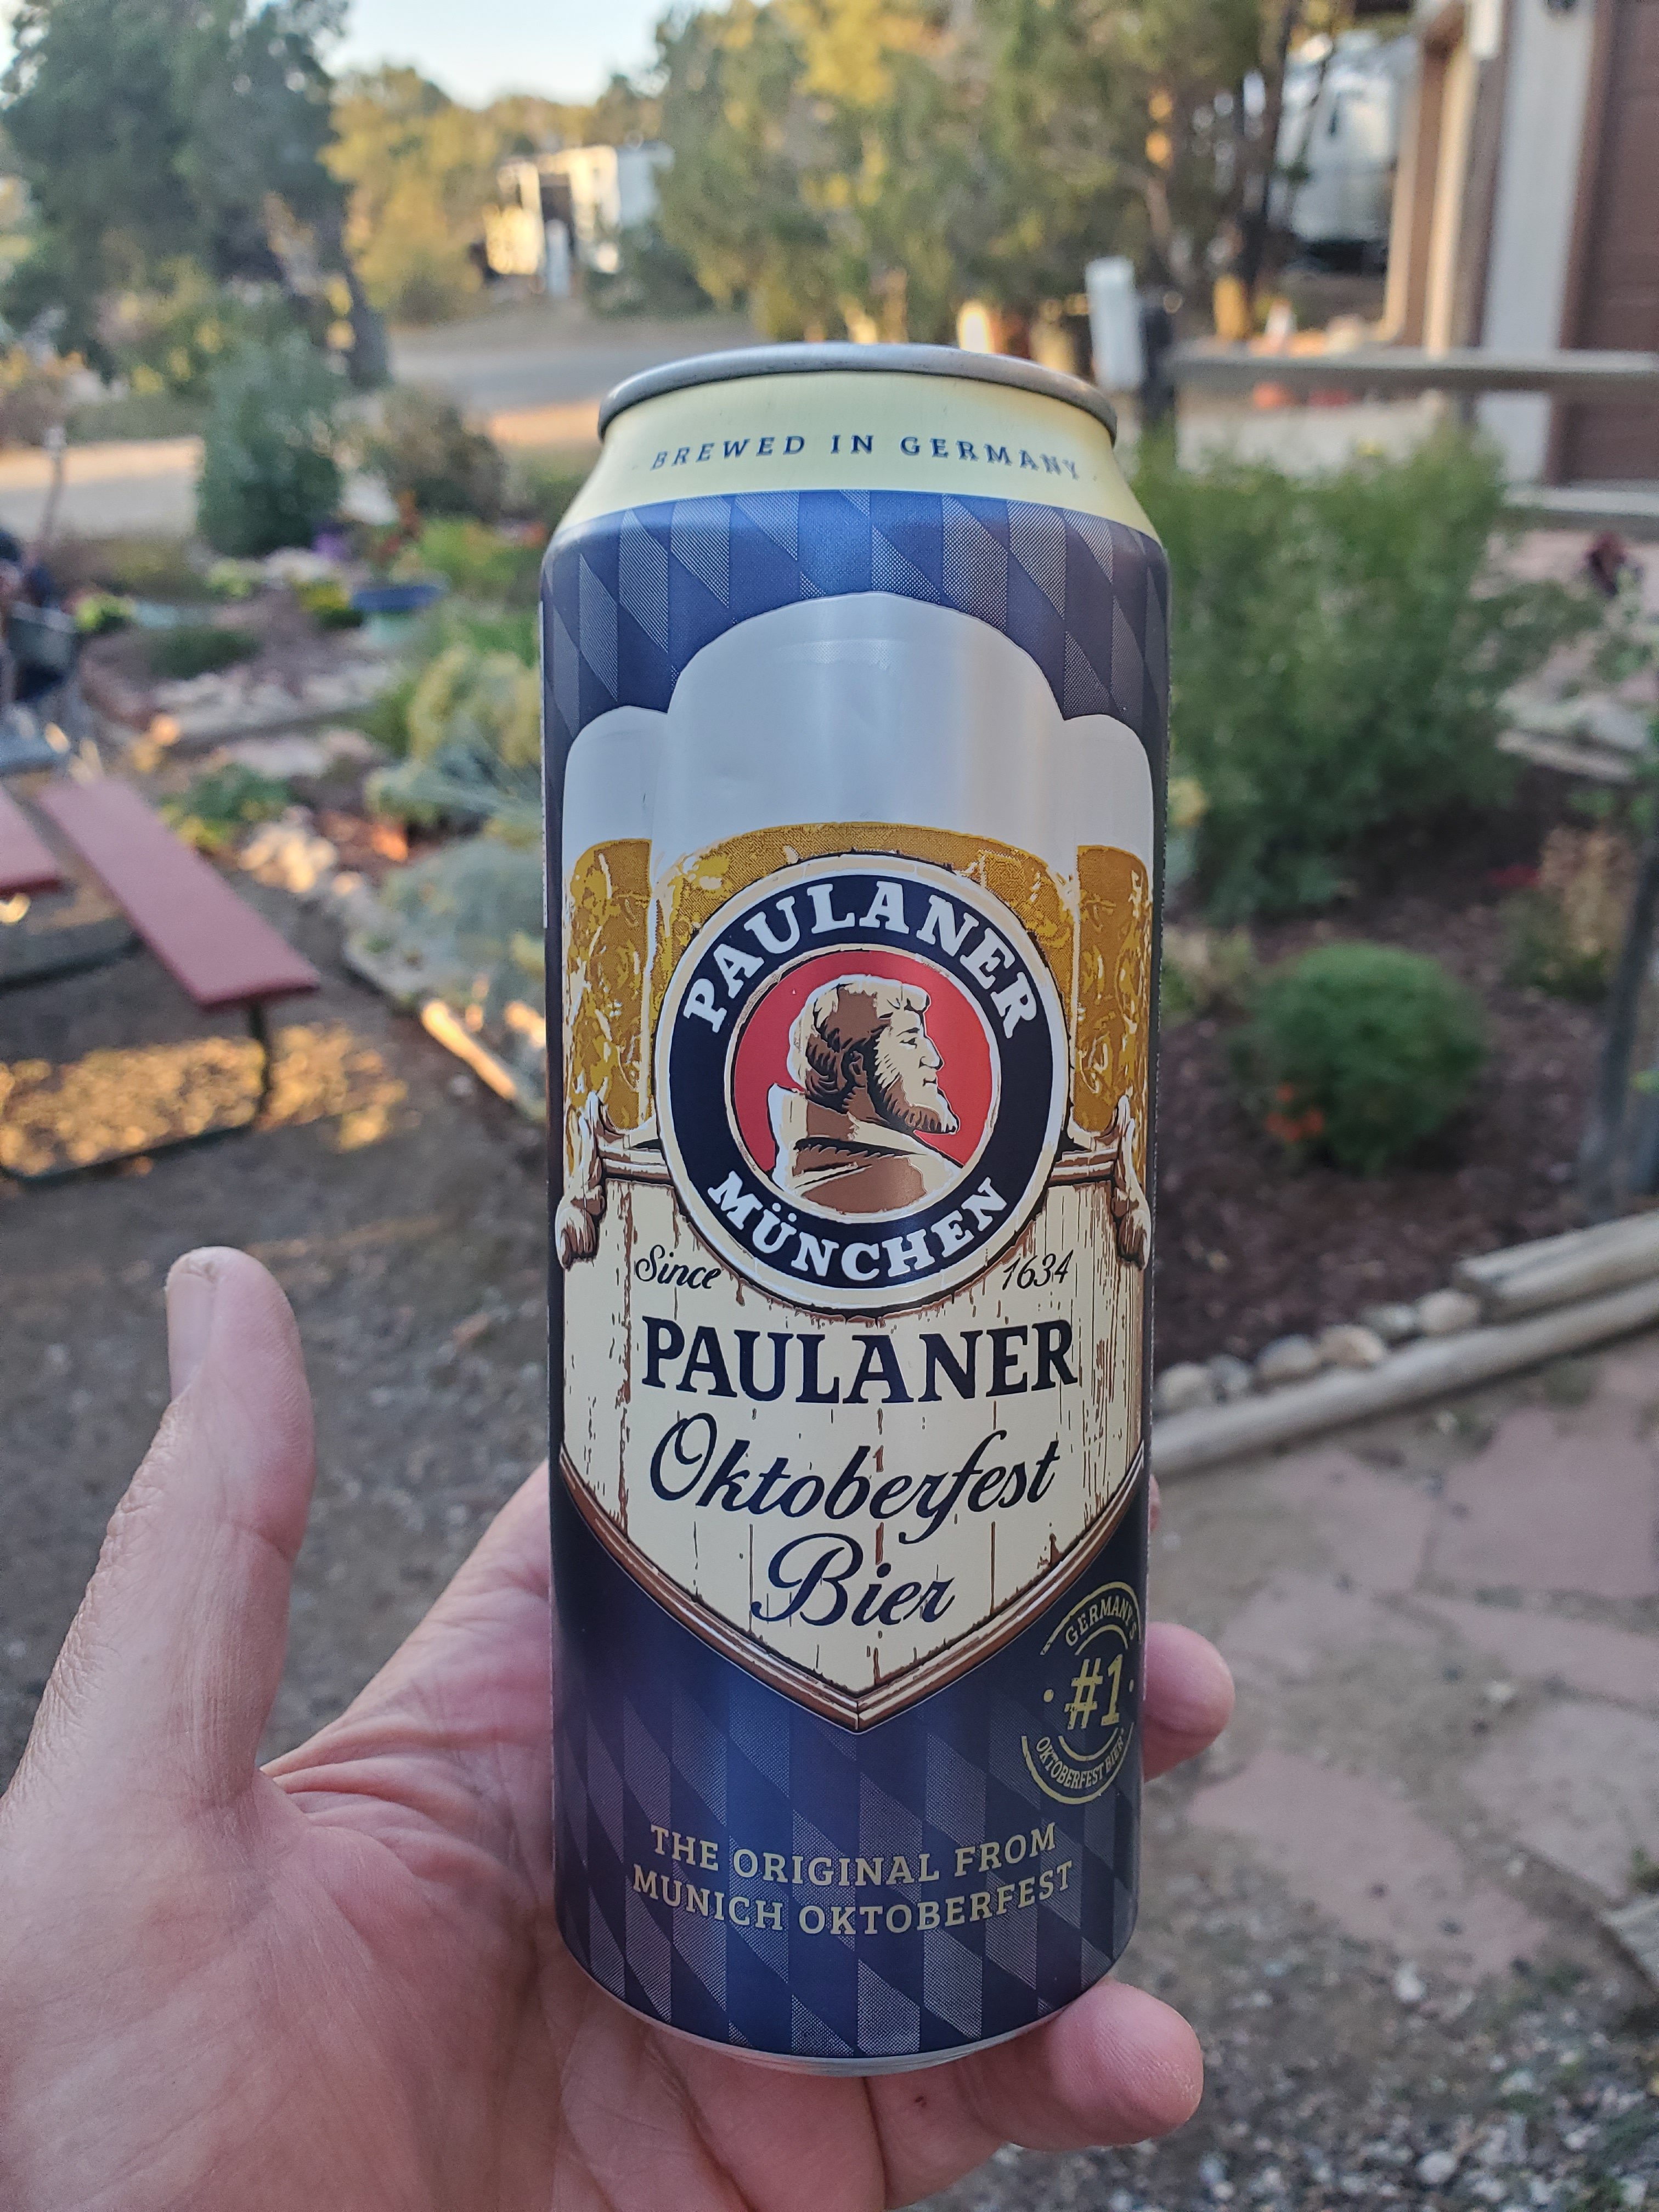 BREWED IN GERMANY
PAULANER
MÜNCHEN
Since 1634
PAULANER
Oktoberfest
Bier
GERMANY'S
#1
OKTOBERFEST BIER
THE ORIGINAL FROM
MUNICH OKTOBERFEST